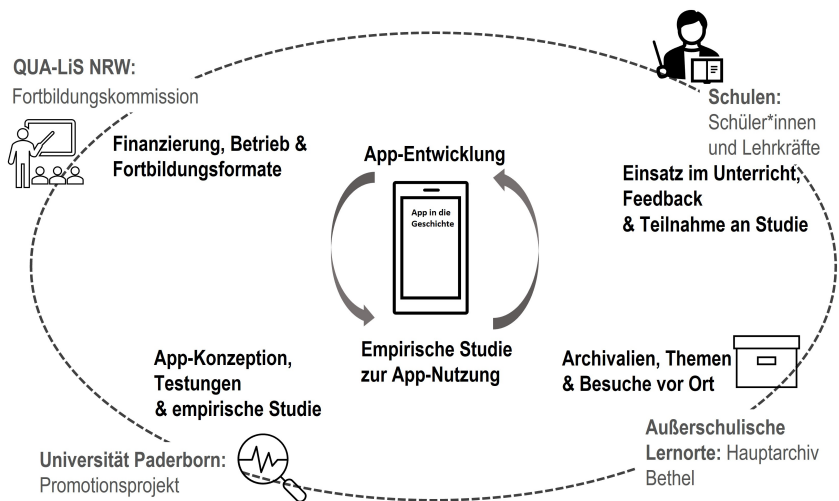 QUA-LiS NRW:
Fortbildungskommission
Finanzierung, Betrieb &
Fortbildungsformate
Schulen:
Schüler*innen
und Lehrkräfte
Einsatz im Unterricht,
Feedback
& Teilnahme an Studie
App-Entwicklung
App in die
Geschichte
Empirische Studie
zur App-Nutzung
App-Konzeption,
Testungen
& empirische Studie
Universität Paderborn:
Promotionsprojekt
Archivalien, Themen
& Besuche vor Ort
Außerschulische
Lernorte: Hauptarchiv
Bethel